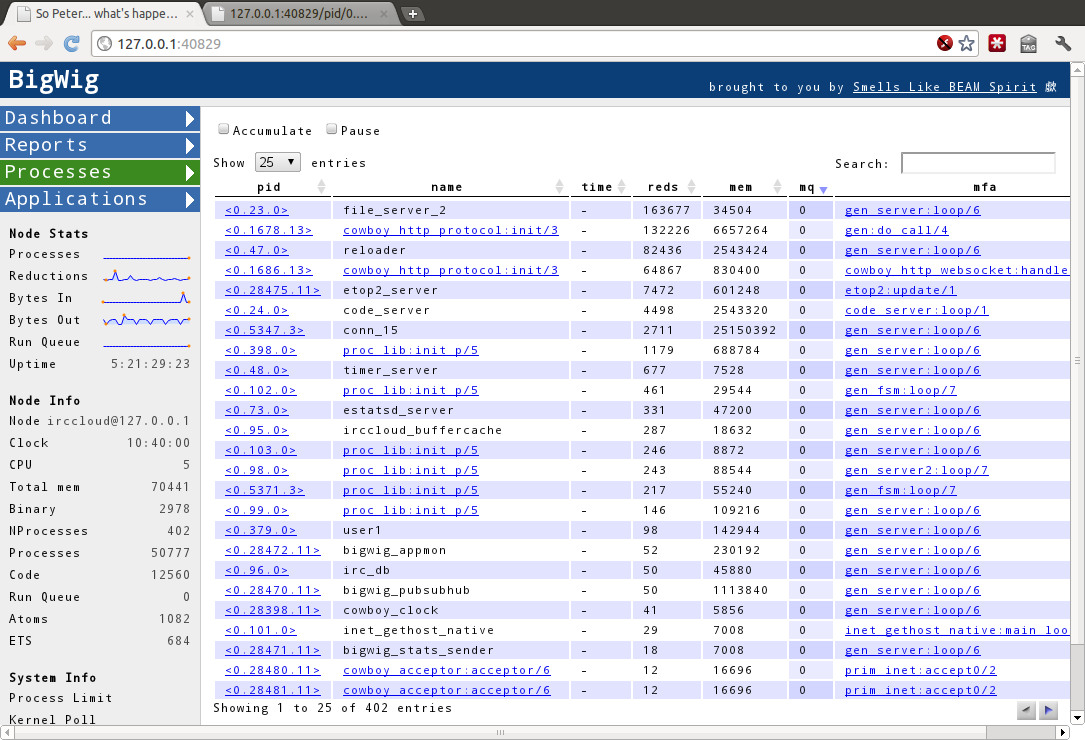 So Peter... what's happe...
127.0.0.1:40829/pid/0....
127.0.0.1:40829
TAG
BigWig
brought to you by Smells Like BEAM Spirit
Dashboard
Reports
Processes
Applications
Node Stats
Processes
Reductions
Bytes In
Bytes Out
Run Queue
Uptime 5:21:29:23
Node Info
Node irccloud@127.0.0.1
Clock 10:40:00
CPU 5
Total mem 70441
Binary 2978
NProcesses 402
Processes 50777
Code 12560
Run Queue 0
Atoms 1082
ETS 684
System Info
Process Limit
Kernel Poll
Accumulate Pause
Show 25 entries Search:
pid name time reds mem mq mfa
<0.23.0> file_server_2 - 163677 34504 0 gen_server:loop/6
<0.1678.13> cowboy_http_protocol:init/3 - 132226 6657264 0 gen:do_call/4
<0.47.0> reloader - 82436 2543424 0 gen_server:loop/6
<0.1686.13> cowboy_http_protocol:init/3 - 64867 830400 0 cowboy_http_websocket:handle
<0.28475.11> etop2_server - 7472 601248 0 etop2:update/1
<0.24.0> code_server - 4498 2543320 0 code_server:loop/1
<0.5347.3> conn_15 - 2711 25150392 0 gen_server:loop/6
<0.398.0> proc_lib:init_p/5 - 1179 688784 0 gen_server:loop/6
<0.48.0> timer_server - 677 7528 0 gen_server:loop/6
<0.102.0> proc_lib:init_p/5 - 461 29544 0 gen_fsm:loop/7
<0.73.0> estatsd_server - 331 47200 0 gen_server:loop/6
<0.95.0> irccloud_buffercache - 287 18632 0 gen_server:loop/6
<0.103.0> proc_lib:init_p/5 - 246 8872 0 gen_server:loop/6
<0.98.0> proc_lib:init_p/5 - 243 88544 0 gen_server2:loop/7
<0.5371.3> proc_lib:init_p/5 - 217 55240 0 gen_fsm:loop/7
<0.99.0> proc_lib:init_p/5 - 146 109216 0 gen_server:loop/6
<0.379.0> user1 - 98 142944 0 gen_server:loop/6
<0.28472.11> bigwig_appmon - 52 230192 0 gen_server:loop/6
<0.96.0> irc_db - 50 45880 0 gen_server:loop/6
<0.28470.11> bigwig_pubsubhub - 50 1113840 0 gen_server:loop/6
<0.28398.11> cowboy_clock - 41 5856 0 gen_server:loop/6
<0.101.0> inet_gethost_native - 29 7008 0 inet_gethost_native:main_loo
<0.28471.11> bigwig_stats_sender - 18 7008 0 gen_server:loop/6
<0.28480.11> cowboy_acceptor:acceptor/6 - 12 16696 0 prim_inet:accept0/2
<0.28481.11> cowboy_acceptor:acceptor/6 - 12 16696 0 prim_inet:accept0/2
Showing 1 to 25 of 402 entries